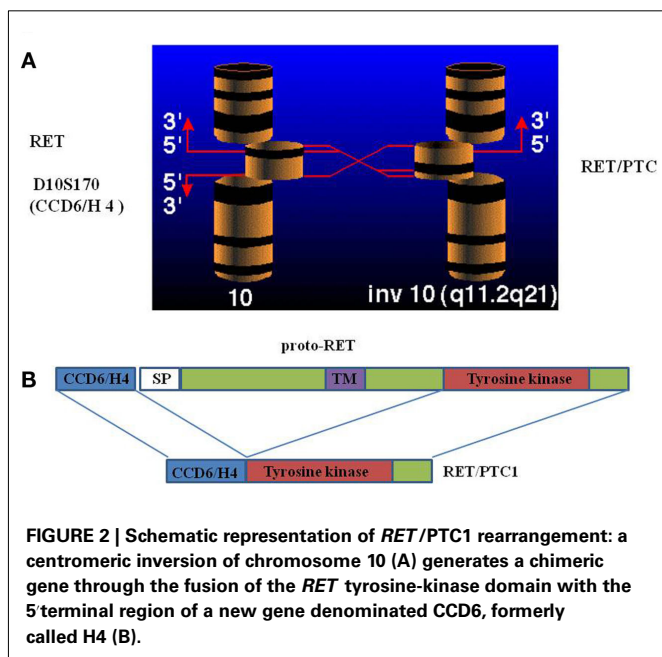 A
3'
5'
RET
D10S170
(CCD6/H 4 )
5'
3'
3'
5'
RET/PTC
10
inv 10 (q11.2q21)
proto-RET
B
CCD6/H4 SP TM Tyrosine kinase
CCD6/H4 Tyrosine kinase RET/PTC1
FIGURE 2 | Schematic representation of RET/PTC1 rearrangement: a
centromeric inversion of chromosome 10 (A) generates a chimeric
gene through the fusion of the RET tyrosine-kinase domain with the
5′terminal region of a new gene denominated CCD6, formerly
called H4 (B).